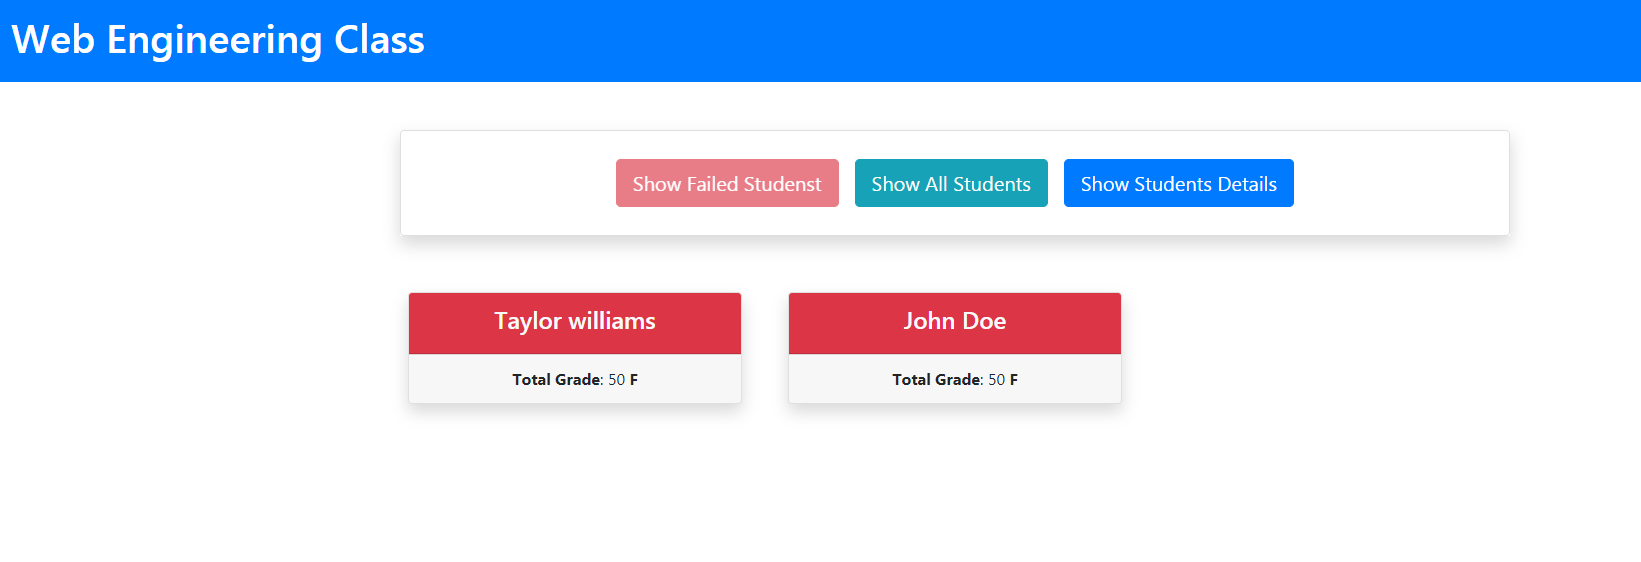 Web Engineering Class
Show Failed Studenst Show All Students Show Students Details
Taylor williams John Doe
Total Grade: 50 F Total Grade: 50 F